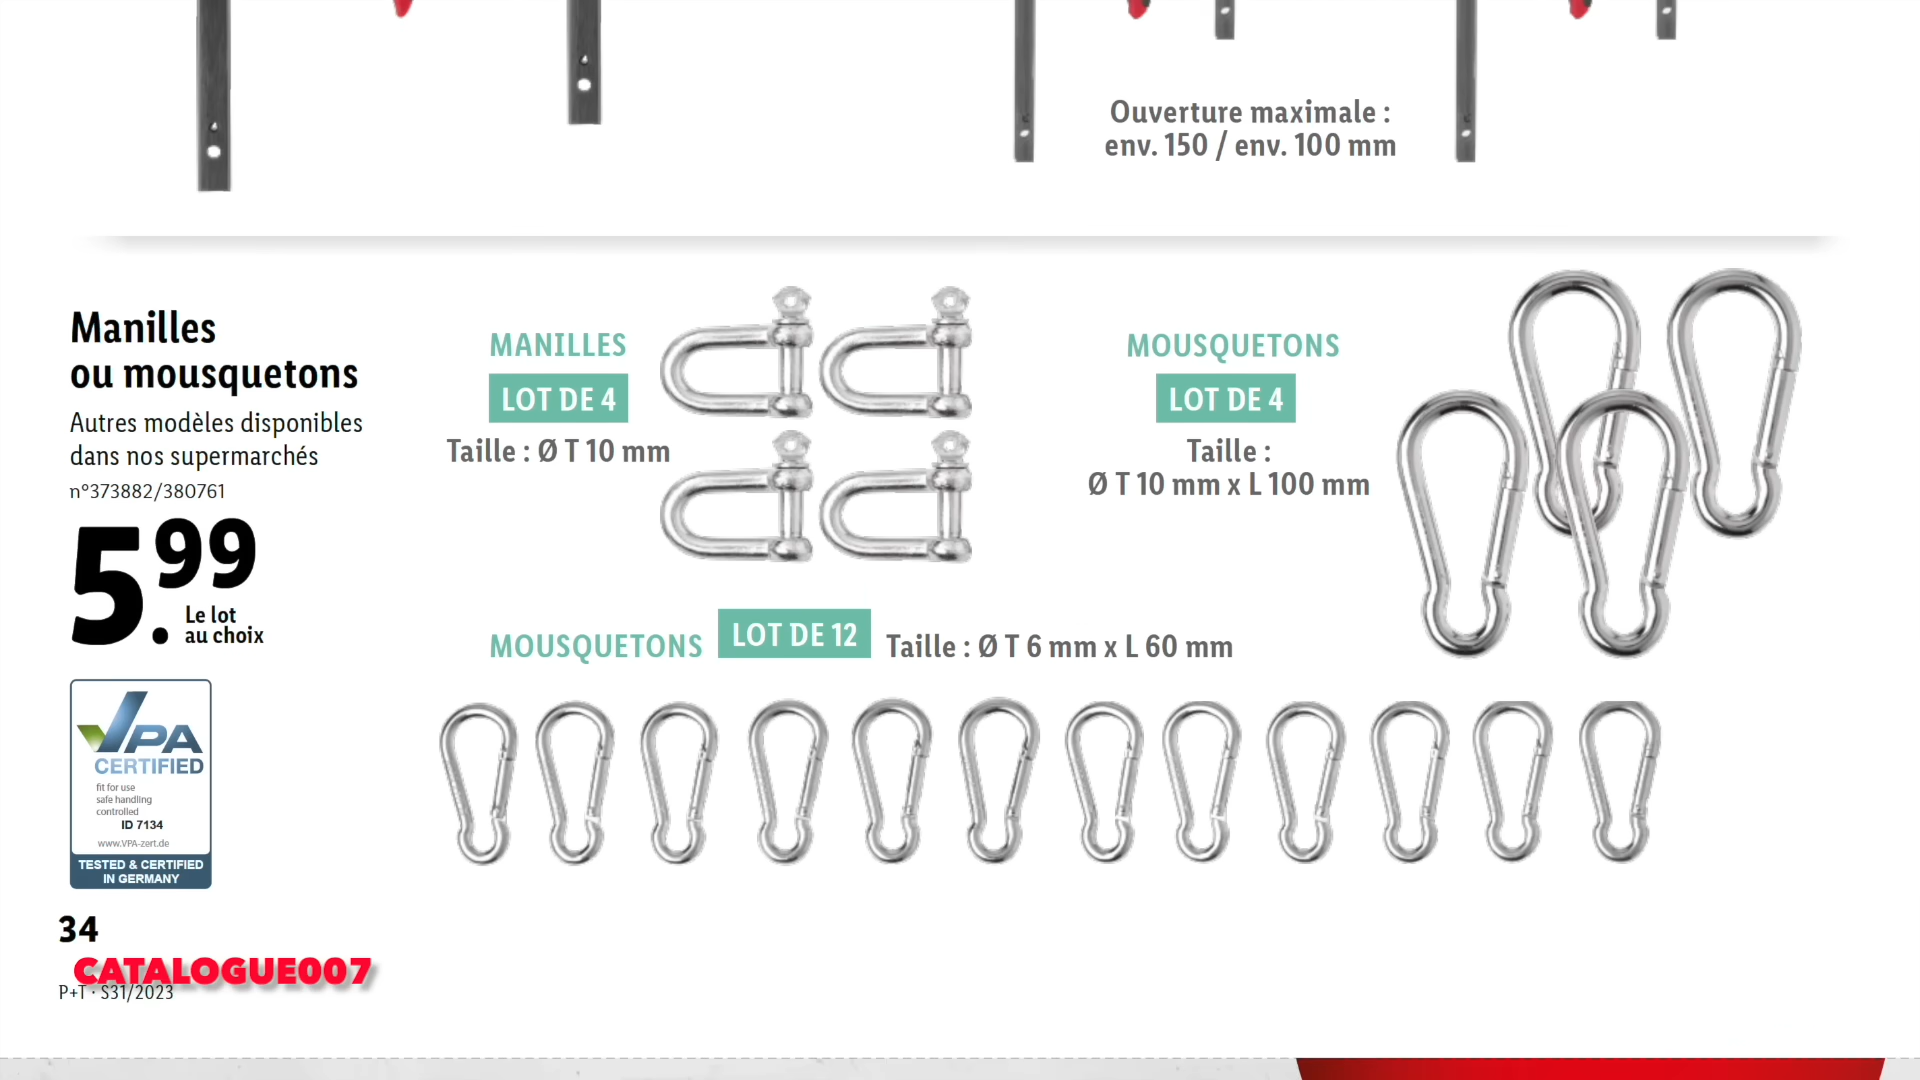 Ouverture maximale :
env. 150 / env. 100 mm
Manilles
ou mousquetons
Autres modèles disponibles
dans nos supermarchés
n°373882/380761
5.99
Le lot
au choix
VPA
CERTIFIED
fit for use
safe handling
controlled
ID 7134
www.VPA-zert.de
TESTED & CERTIFIED
IN GERMANY
MANILLES
LOT DE 4
Taille : Ø T 10 mm
MOUSQUETONS
LOT DE 4
Taille :
Ø T 10 mm x L 100 mm
MOUSQUETONS LOT DE 12 Taille : Ø T 6 mm x L 60 mm
34
CATALOGUE007
P+T · S31/2023